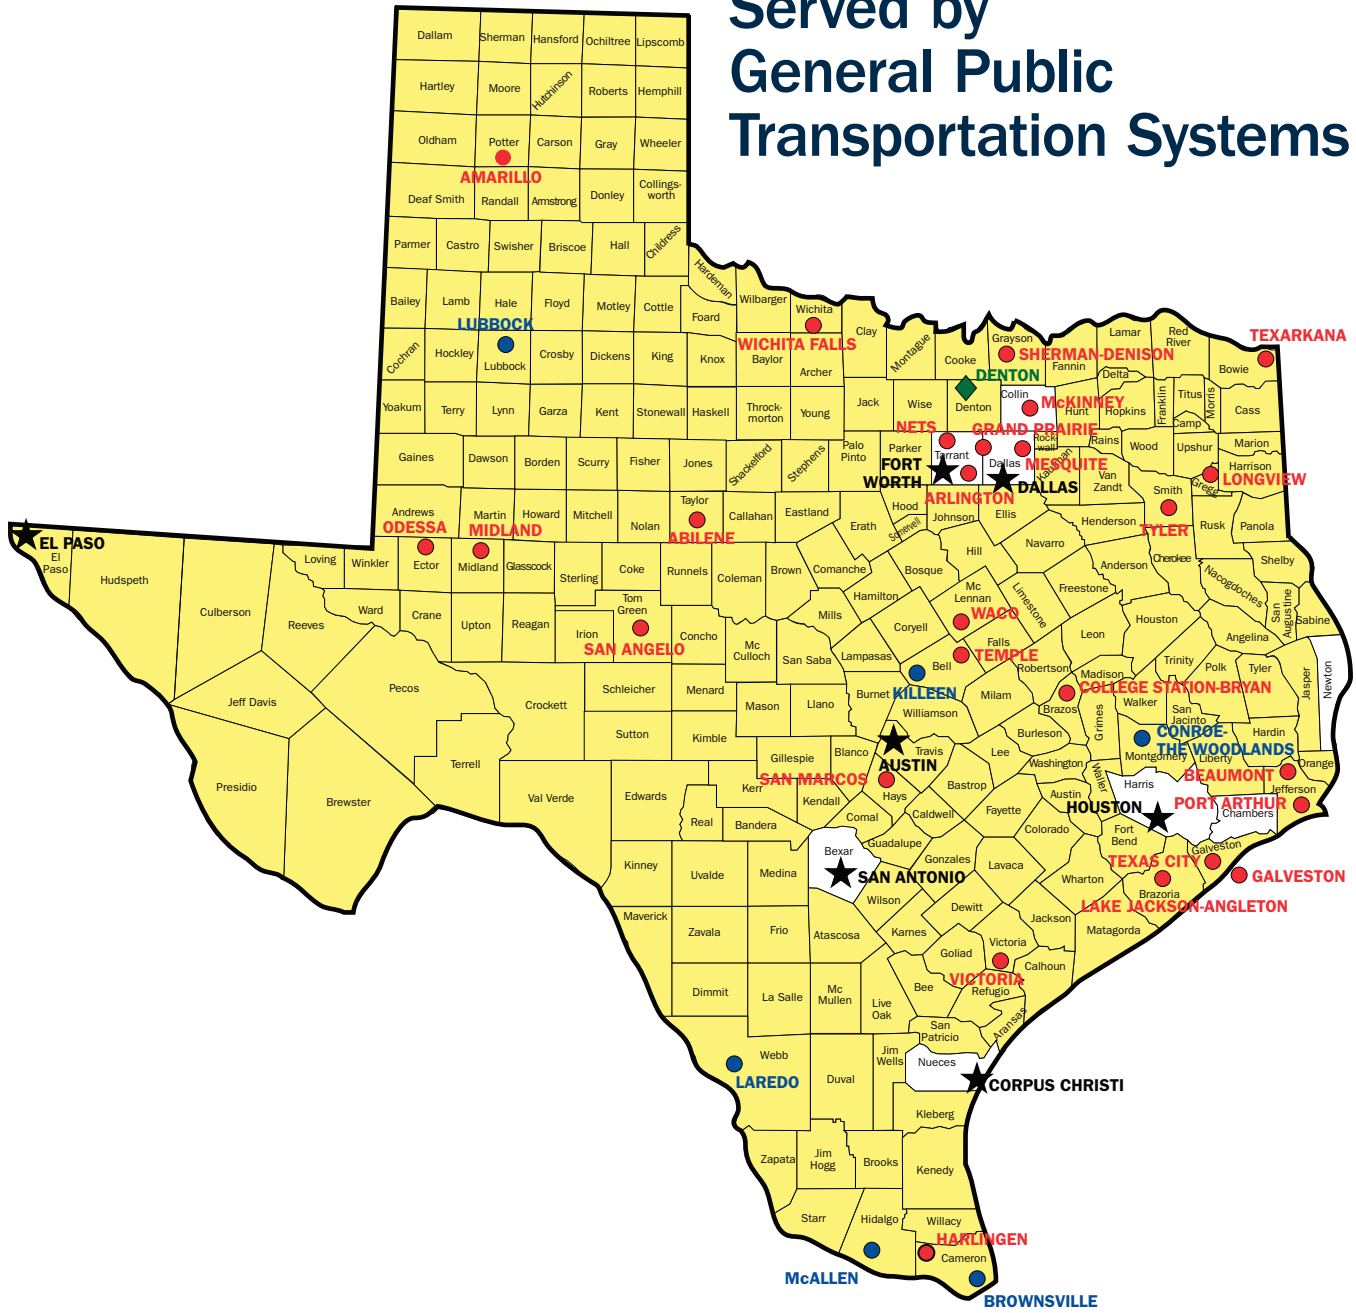 Served by
General Public
Transportation Systems
Dallam
Sherman
Hansford
Ochiltree
Lipscomb
Hartley
Moore
Hutchinson
Roberts
Hemphill
Oldham
Potter
Carson
Gray
Wheeler
AMARILLO
Deaf Smith
Randall
Armstrong
Donley
Collings-
worth
Parmer
Castro
Swisher
Briscoe
Hall
Childress
Hardeman
Bailey
Lamb
Hale
Floyd
Motley
Cottle
Foard
Wilbarger
Wichita
Clay
Montague
Cooke
Grayson
Fannin
Lamar
Red
River
Bowie
TEXARKANA
LUBBOCK
WICHITA FALLS
SHERMAN-DENISON
Cochran
Hockley
Lubbock
Crosby
Dickens
King
Knox
Baylor
Archer
DENTON
Delta
Yoakum
Terry
Lynn
Garza
Kent
Stonewall
Haskell
Throck-
morton
Young
Jack
Wise
Denton
Collin
McKINNEY
Hunt
Hopkins
Franklin
Titus
Camp
Morris
Cass
NETS
GRAND PRAIRIE
Gaines
Dawson
Borden
Scurry
Fisher
Jones
Shackelford
Stephens
Palo
Pinto
Parker
Tarrant
Dallas
Rock-
wall
Kaufman
Rains
Wood
Upshur
Marion
Harrison
FORT
WORTH
MESQUITE
DALLAS
ARLINGTON
Van
Zandt
Smith
Gregg
LONGVIEW
TYLER
Andrews
Martin
Howard
Mitchell
Nolan
Taylor
Callahan
Eastland
Erath
Hood
Somervell
Johnson
Ellis
Henderson
Rusk
Panola
ODESSA
MIDLAND
ABILENE
EL PASO
El
Paso
Hudspeth
Culberson
Reeves
Loving
Winkler
Ector
Midland
Glasscock
Sterling
Coke
Runnels
Coleman
Brown
Comanche
Bosque
Hill
Navarro
Anderson
Cherokee
Nacogdoches
Shelby
Ward
Crane
Upton
Reagan
Irion
Tom
Green
SAN ANGELO
Concho
Mc
Culloch
San Saba
Mills
Hamilton
Lampasas
Coryell
Mc
Lennan
WACO
Limestone
Freestone
Falls
TEMPLE
Bell
KILLEEN
Robertson
Leon
Houston
Madison
Trinity
Angelina
San
Augustine
Sabine
Polk
Tyler
Jasper
Newton
Jeff Davis
Pecos
Crockett
Schleicher
Menard
Mason
Llano
Burnet
Williamson
Milam
Brazos
COLLEGE STATION-BRYAN
Grimes
Walker
San
Jacinto
Hardin
Presidio
Brewster
Terrell
Val Verde
Sutton
Kimble
Gillespie
Blanco
AUSTIN
Travis
Lee
Burleson
Washington
Waller
CONROE-
THE WOODLANDS
Montgomery
Liberty
Orange
BEAUMONT
Jefferson
PORT ARTHUR
SAN MARCOS
Hays
Edwards
Real
Kerr
Bandera
Kendall
Comal
Caldwell
Bastrop
Fayette
Austin
Colorado
Harris
HOUSTON
Chambers
Fort
Bend
Galveston
TEXAS CITY
GALVESTON
Brazoria
LAKE JACKSON-ANGLETON
Kinney
Uvalde
Medina
Bexar
SAN ANTONIO
Guadalupe
Gonzales
Lavaca
Wharton
Wilson
Maverick
Zavala
Frio
Atascosa
Karnes
Dewitt
Jackson
Matagorda
Goliad
Victoria
VICTORIA
Calhoun
Dimmit
La Salle
Mc
Mullen
Live
Oak
Bee
Refugio
Aransas
San
Patricio
Webb
LAREDO
Duval
Jim
Wells
Nueces
CORPUS CHRISTI
Kleberg
Zapata
Jim
Hogg
Brooks
Kenedy
Starr
Hidalgo
Willacy
HARLINGEN
Cameron
McALLEN
BROWNSVILLE